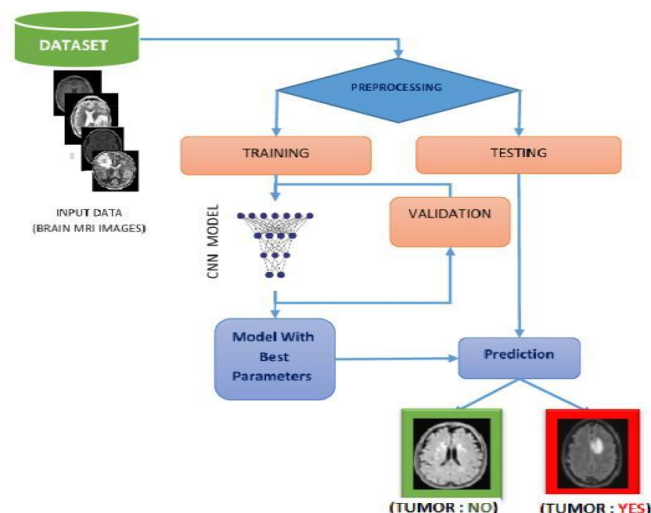 DATASET
PREPROCESSING
TRAINING
TESTING
INPUT DATA
(BRAIN MRI IMAGES)
CNN MODEL
VALIDATION
Model With
Best
Parameters
Prediction
(TUMOR : NO)
(TUMOR : YES)